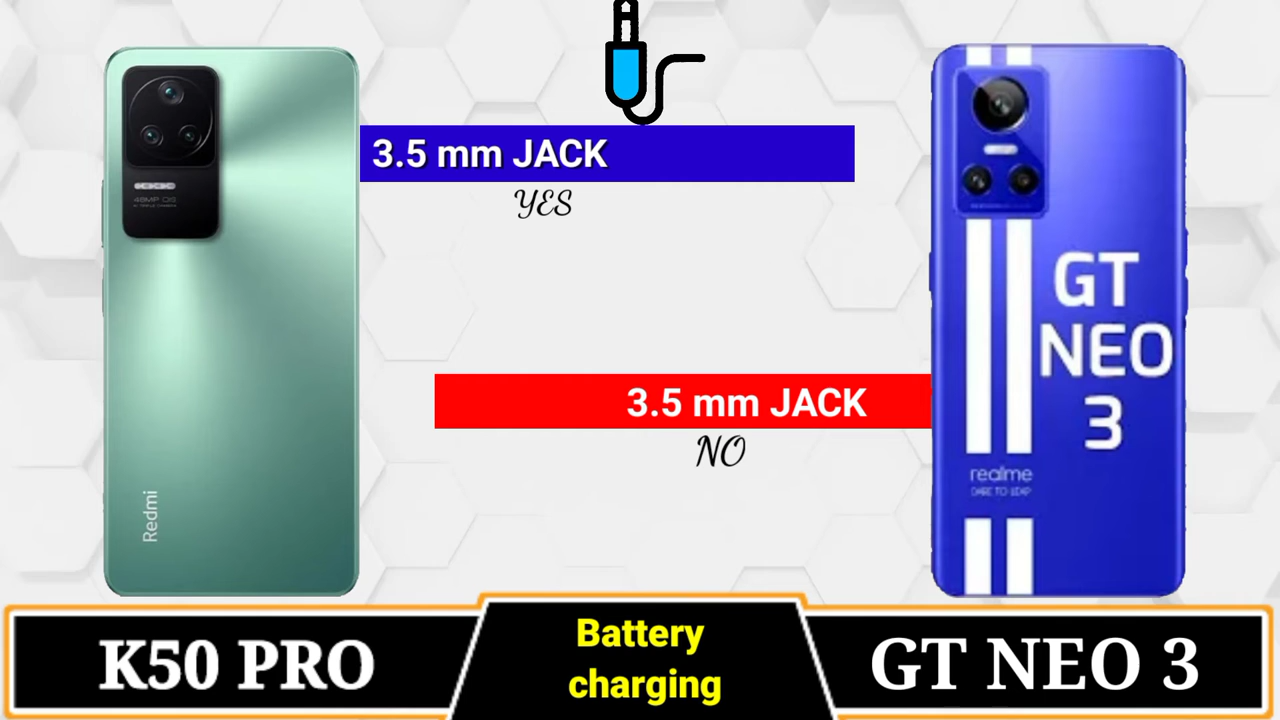 3.5 mm JACK
YES
3.5 mm JACK
NO
48MP OIS
Redmi
GT
NEO
3
realme
DARE TO LEAP
K50 PRO
Battery
charging
GT NEO 3